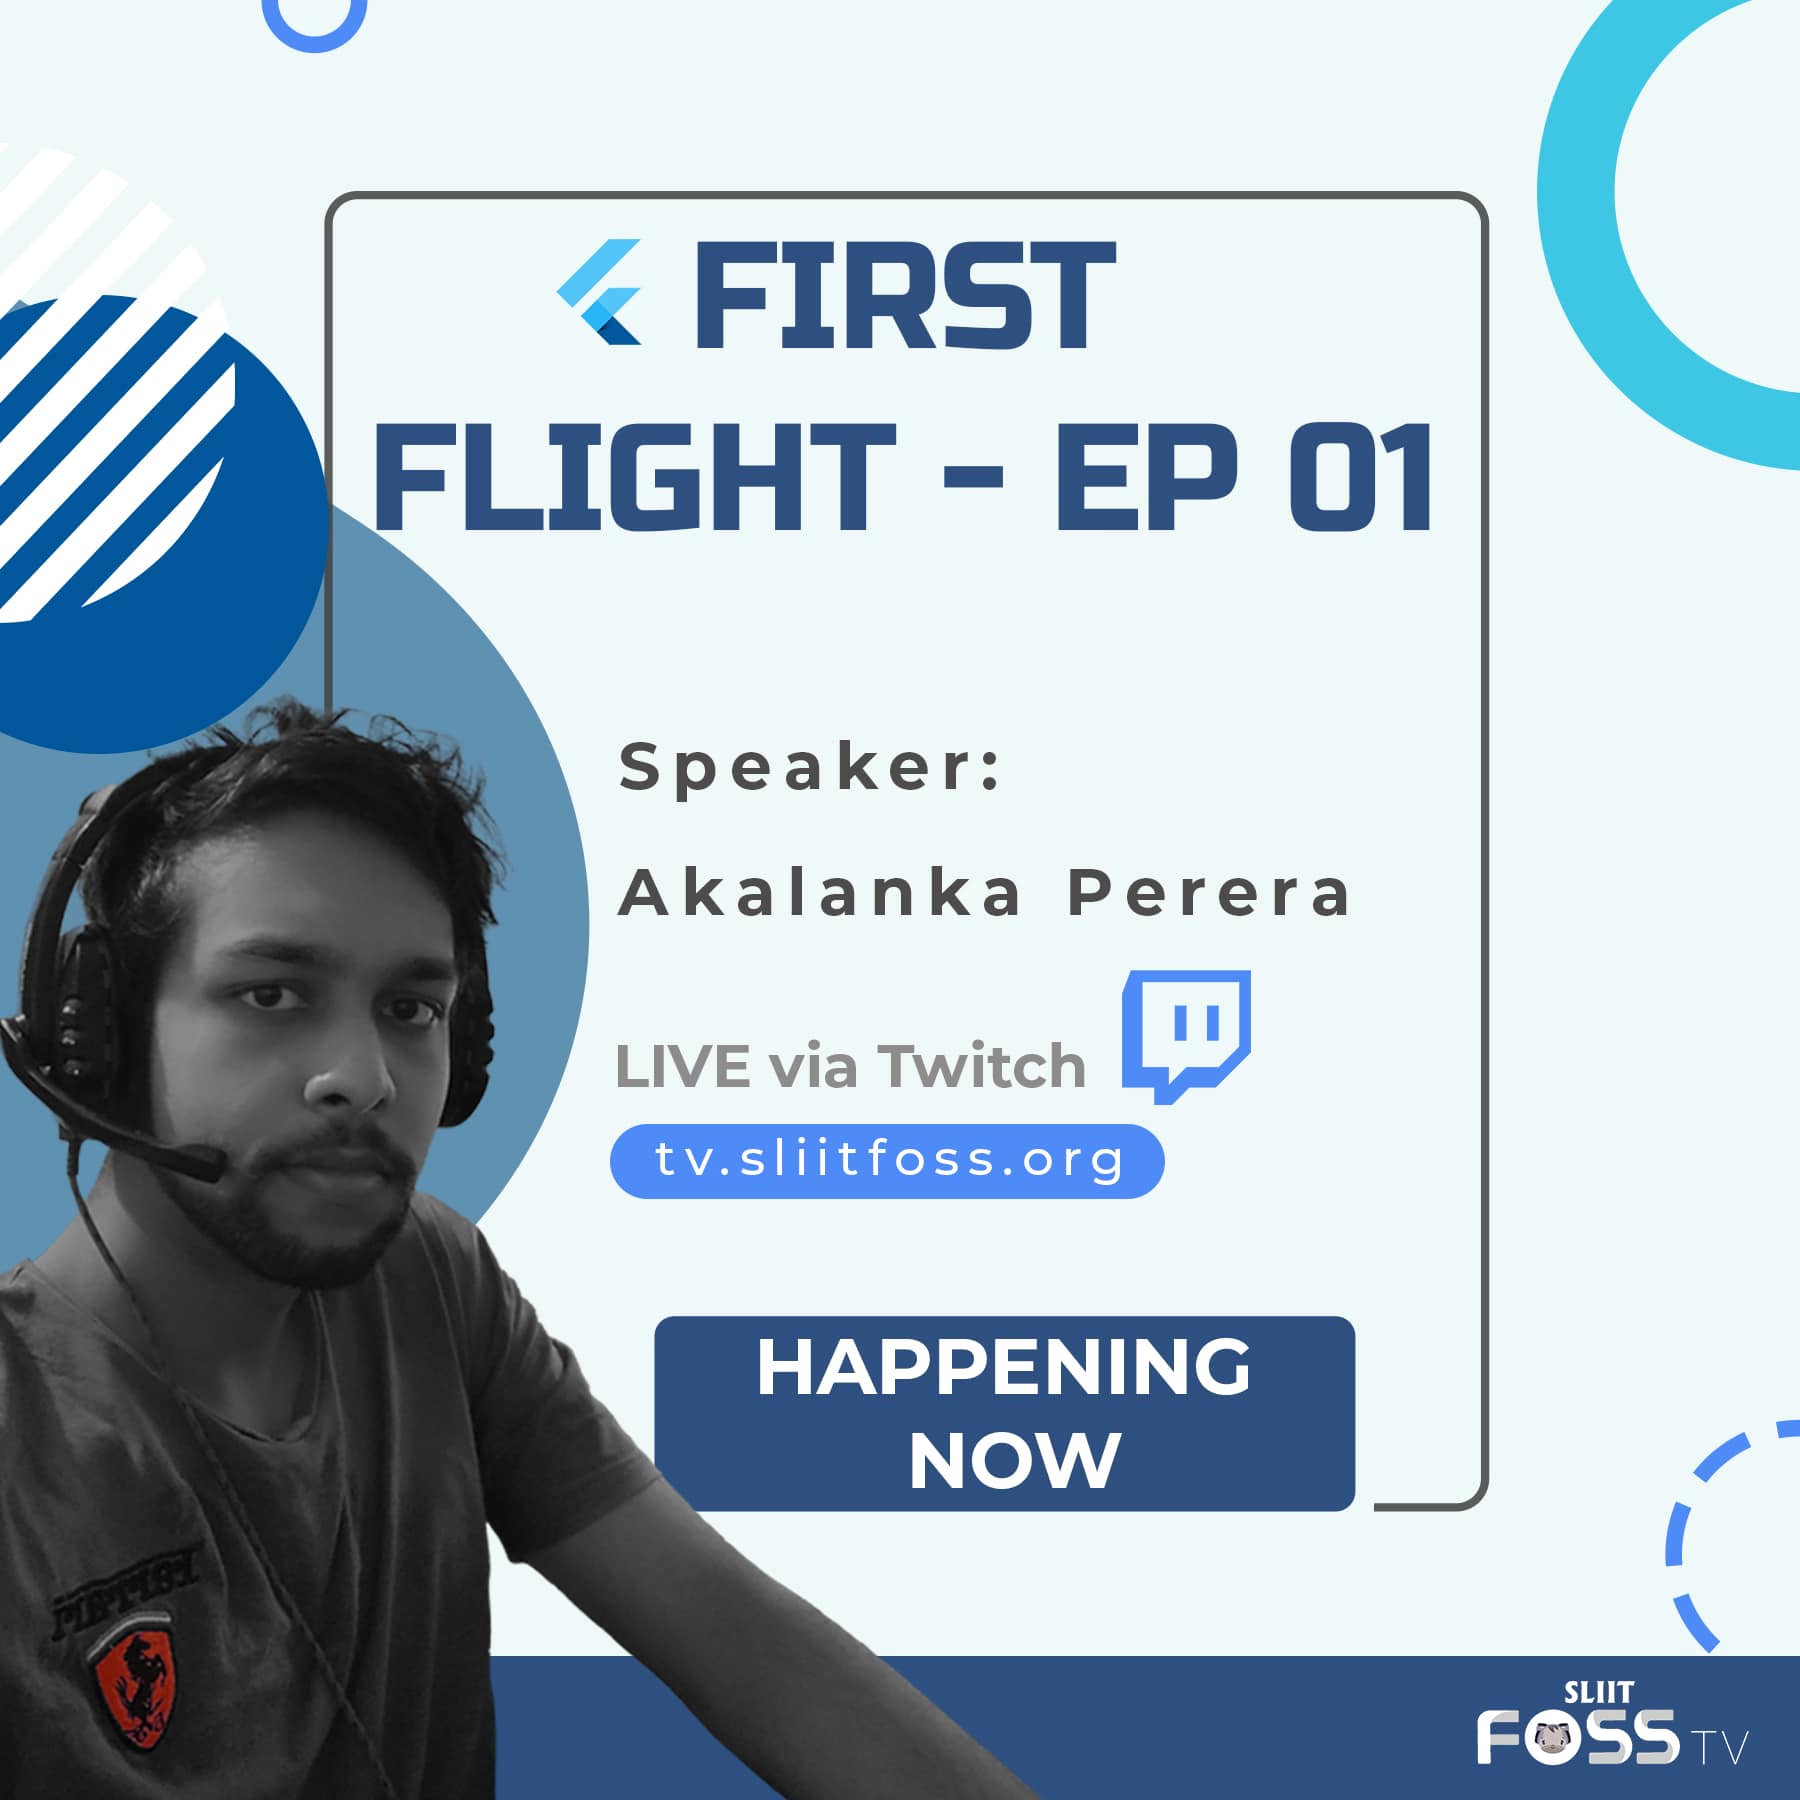 FIRST
FLIGHT - EP 01
Speaker:
Akalanka Perera
LIVE via Twitch
tv.sliitfoss.org
HAPPENING
NOW
SLIIT
FOSS TV